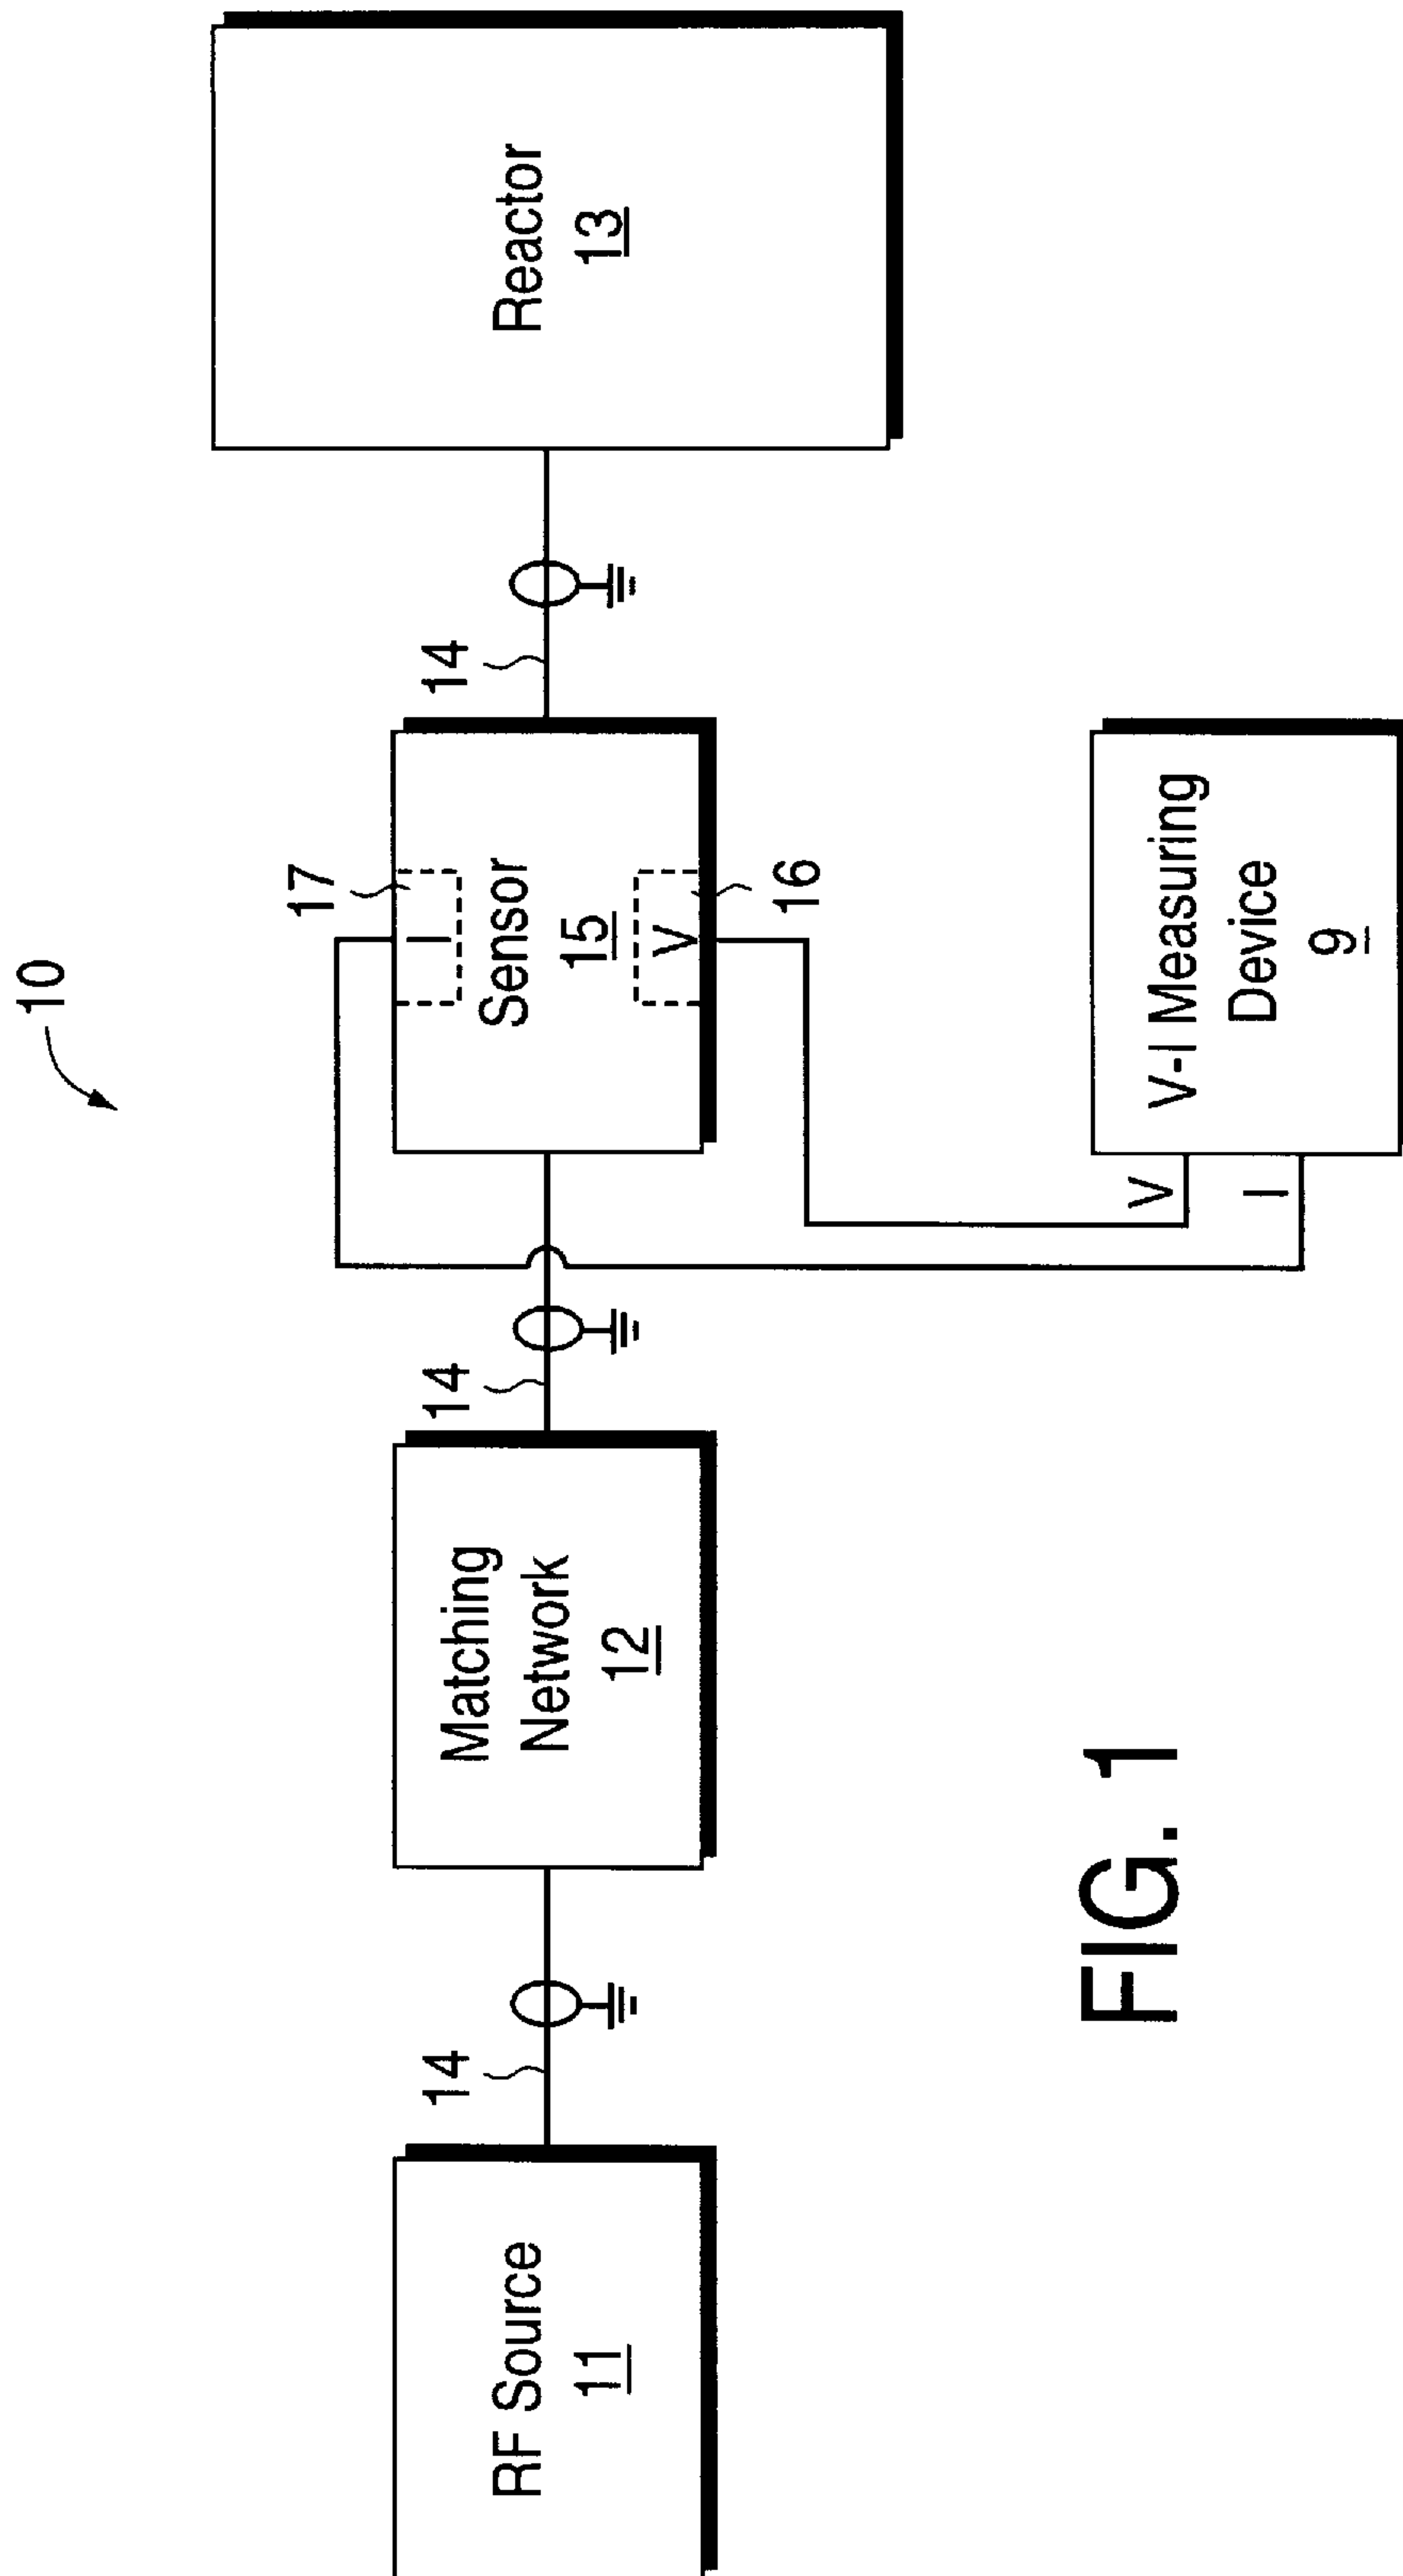 10
RF Source
11
14
Matching
Network
12
14
17
I
Sensor
15
V
16
14
Reactor
13
V
I
V-I Measuring
Device
9
FIG. 1